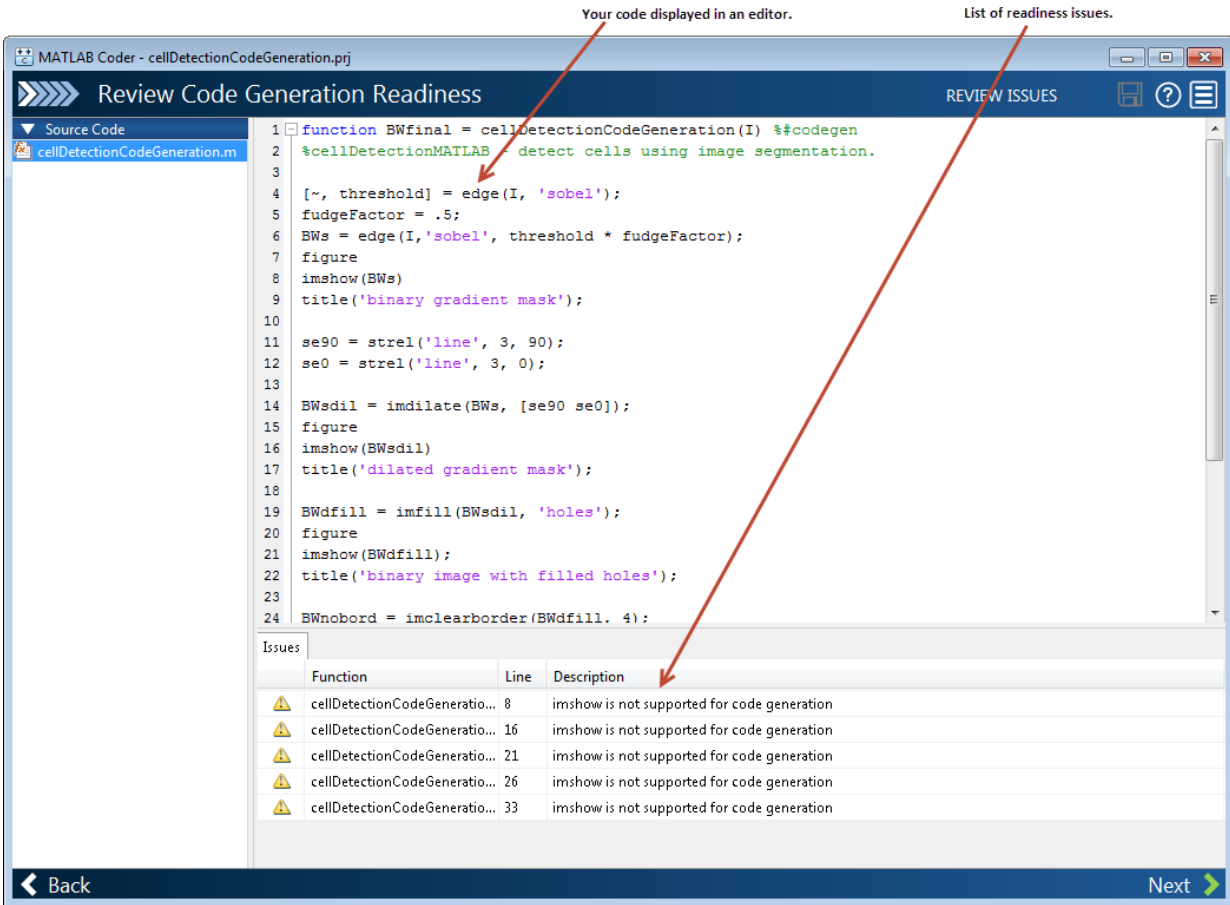 Your code displayed in an editor.
List of readiness issues.
MATLAB Coder - cellDetectionCodeGeneration.prj
Review Code Generation Readiness
REVIEW ISSUES
Source Code
cellDetectionCodeGeneration.m
1 function BWfinal = cellDetectionCodeGeneration(I) %#codegen
2 %cellDetectionMATLAB - detect cells using image segmentation.
3
4 [~, threshold] = edge(I, 'sobel');
5 fudgeFactor = .5;
6 BWs = edge(I,'sobel', threshold * fudgeFactor);
7 figure
8 imshow(BWs)
9 title('binary gradient mask');
10
11 se90 = strel('line', 3, 90);
12 se0 = strel('line', 3, 0);
13
14 BWsdil = imdilate(BWs, [se90 se0]);
15 figure
16 imshow(BWsdil)
17 title('dilated gradient mask');
18
19 BWdfill = imfill(BWsdil, 'holes');
20 figure
21 imshow(BWdfill);
22 title('binary image with filled holes');
23
24 BWnobord = imclearborder(BWdfill, 4);
Issues
Function Line Description
cellDetectionCodeGeneratio... 8 imshow is not supported for code generation
cellDetectionCodeGeneratio... 16 imshow is not supported for code generation
cellDetectionCodeGeneratio... 21 imshow is not supported for code generation
cellDetectionCodeGeneratio... 26 imshow is not supported for code generation
cellDetectionCodeGeneratio... 33 imshow is not supported for code generation
Back
Next